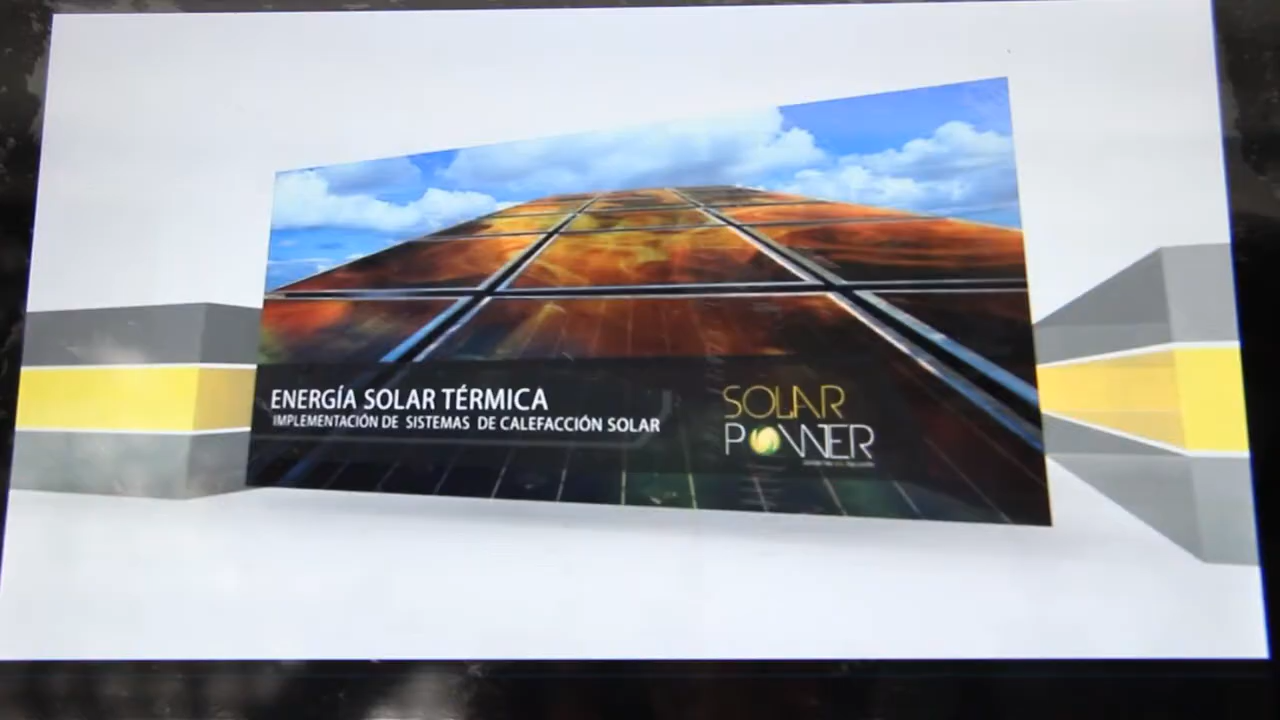 ENERGÍA SOLAR TÉRMICA
IMPLEMENTACIÓN DE SISTEMAS DE CALEFACCIÓN SOLAR
SOLAR
POWER